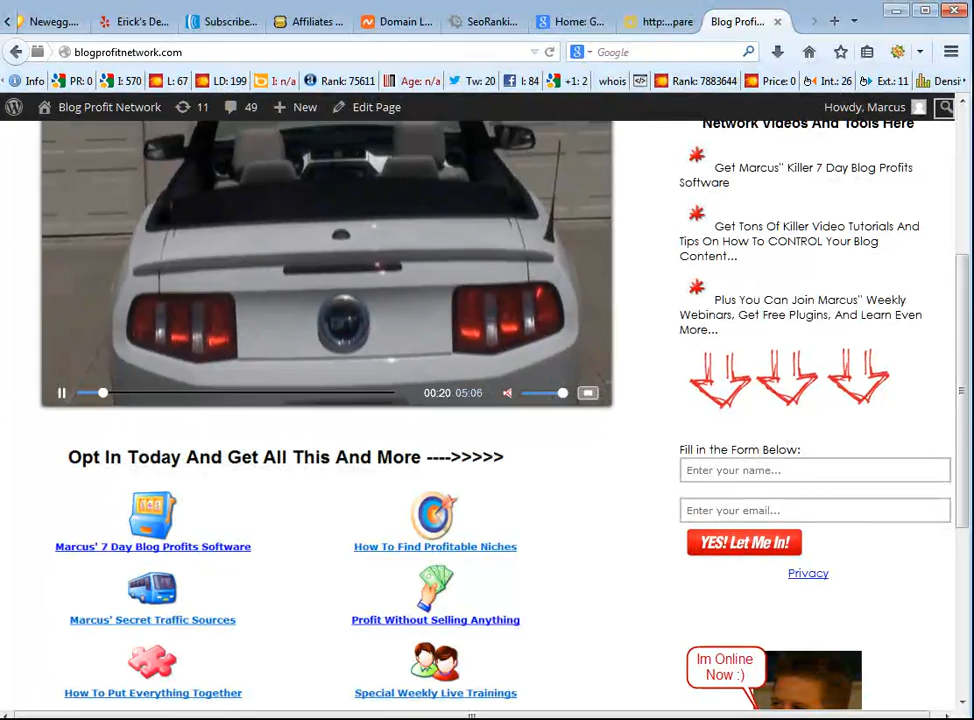 Newegg.... Erick's De... Subscribe... Affiliates ... Domain L... SeoRanki... Home: G... http:...pare Blog Profi...
blogprofitnetwork.com
Google
Info PR: 0 I: 570 L: 67 LD: 199 I: n/a Rank: 75611 Age: n/a Tw: 20 I: 84 +1: 2 whois Rank: 7883644 Price: 0 Int: 26 Ext: 11 Densi
Blog Profit Network 11 49 New Edit Page Howdy, Marcus
Network Videos And Tools Here
Get Marcus" Killer 7 Day Blog Profits
Software
Get Tons Of Killer Video Tutorials And
Tips On How To CONTROL Your Blog
Content...
Plus You Can Join Marcus" Weekly
Webinars, Get Free Plugins, And Learn Even
More...
00:20 05:06
Fill in the Form Below:
Enter your name...
Enter your email...
YES! Let Me In!
Privacy
Opt In Today And Get All This And More ---->>>>>
Marcus' 7 Day Blog Profits Software
How To Find Profitable Niches
Marcus' Secret Traffic Sources
Profit Without Selling Anything
How To Put Everything Together
Special Weekly Live Trainings
Im Online
Now :)